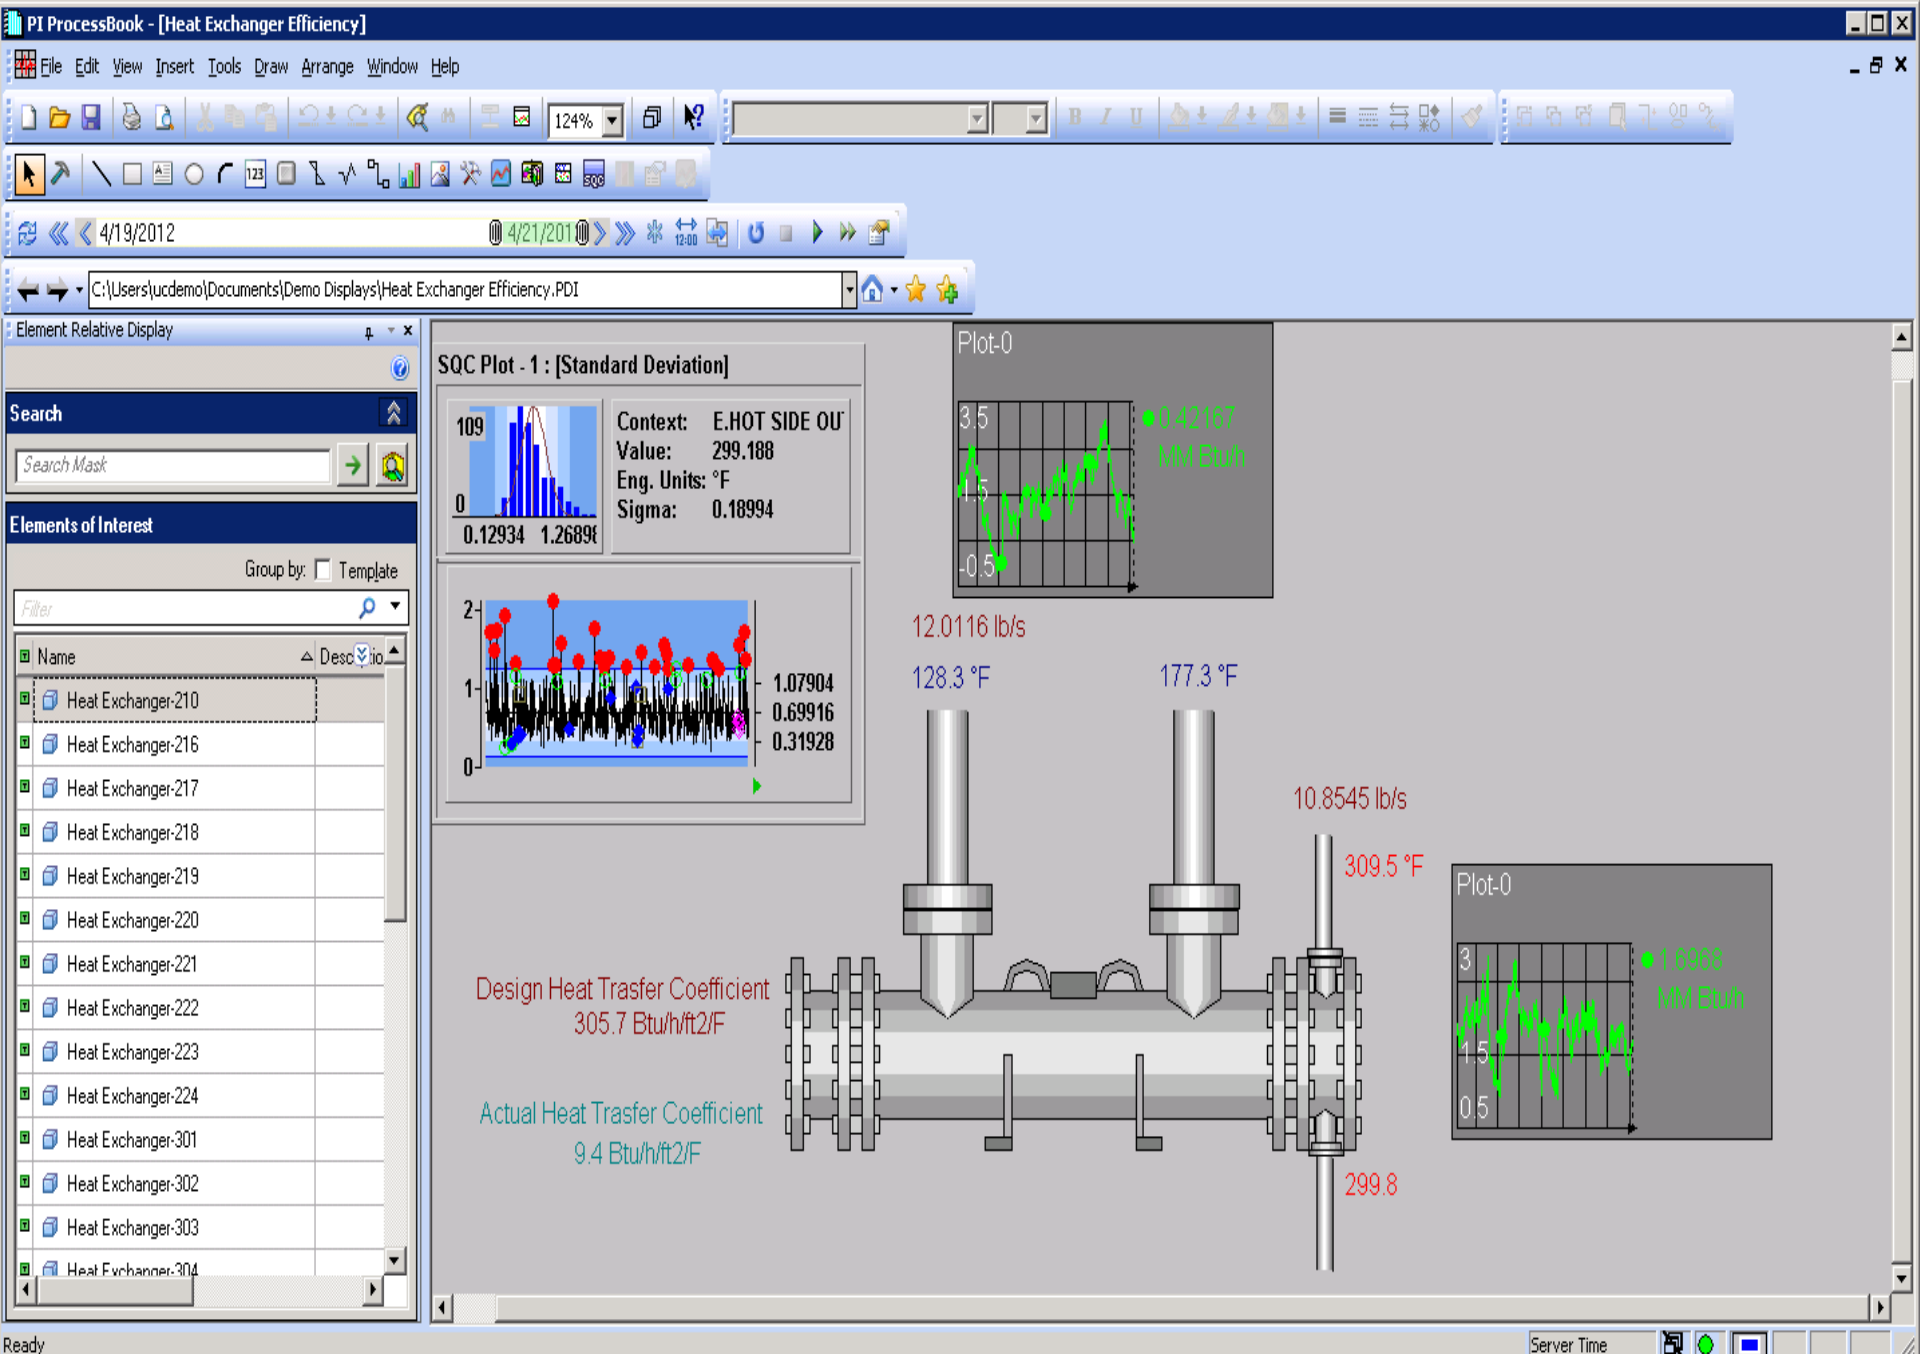 PI ProcessBook - [Heat Exchanger Efficiency]
File Edit View Insert Tools Draw Arrange Window Help
124%
B I U
123
SQC
4/19/2012
4/21/201
12:00
C:\Users\ucdemo\Documents\Demo Displays\Heat Exchanger Efficiency.PDI
Element Relative Display
Search
Search Mask
Elements of Interest
Group by: Template
Filter
Name
Heat Exchanger-210
Heat Exchanger-216
Heat Exchanger-217
Heat Exchanger-218
Heat Exchanger-219
Heat Exchanger-220
Heat Exchanger-221
Heat Exchanger-222
Heat Exchanger-223
Heat Exchanger-224
Heat Exchanger-301
Heat Exchanger-302
Heat Exchanger-303
Heat Exchanger-304
SQC Plot - 1 : [Standard Deviation]
109
0
0.12934 1.26898
Context: E.HOT SIDE OU
Value: 299.188
Eng. Units: °F
Sigma: 0.18994
2
1
0
1.07904
0.69916
0.31928
Plot-0
3.5
1.5
-0.5
0.42167
MM Btu/h
12.0116 lb/s
128.3 °F
177.3 °F
10.8545 lb/s
309.5 °F
Design Heat Trasfer Coefficient
305.7 Btu/h/ft2/F
Actual Heat Trasfer Coefficient
9.4 Btu/h/ft2/F
299.8
Plot-0
3
1.5
0.5
1.6968
MM Btu/h
Ready
Server Time